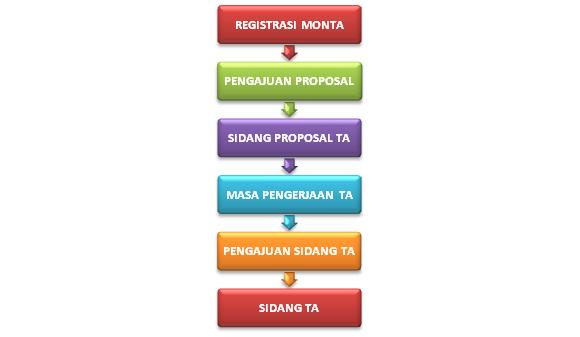 REGISTRASI MONTA
PENGAJUAN PROPOSAL
SIDANG PROPOSAL TA
MASA PENGERJAAN TA
PENGAJUAN SIDANG TA
SIDANG TA